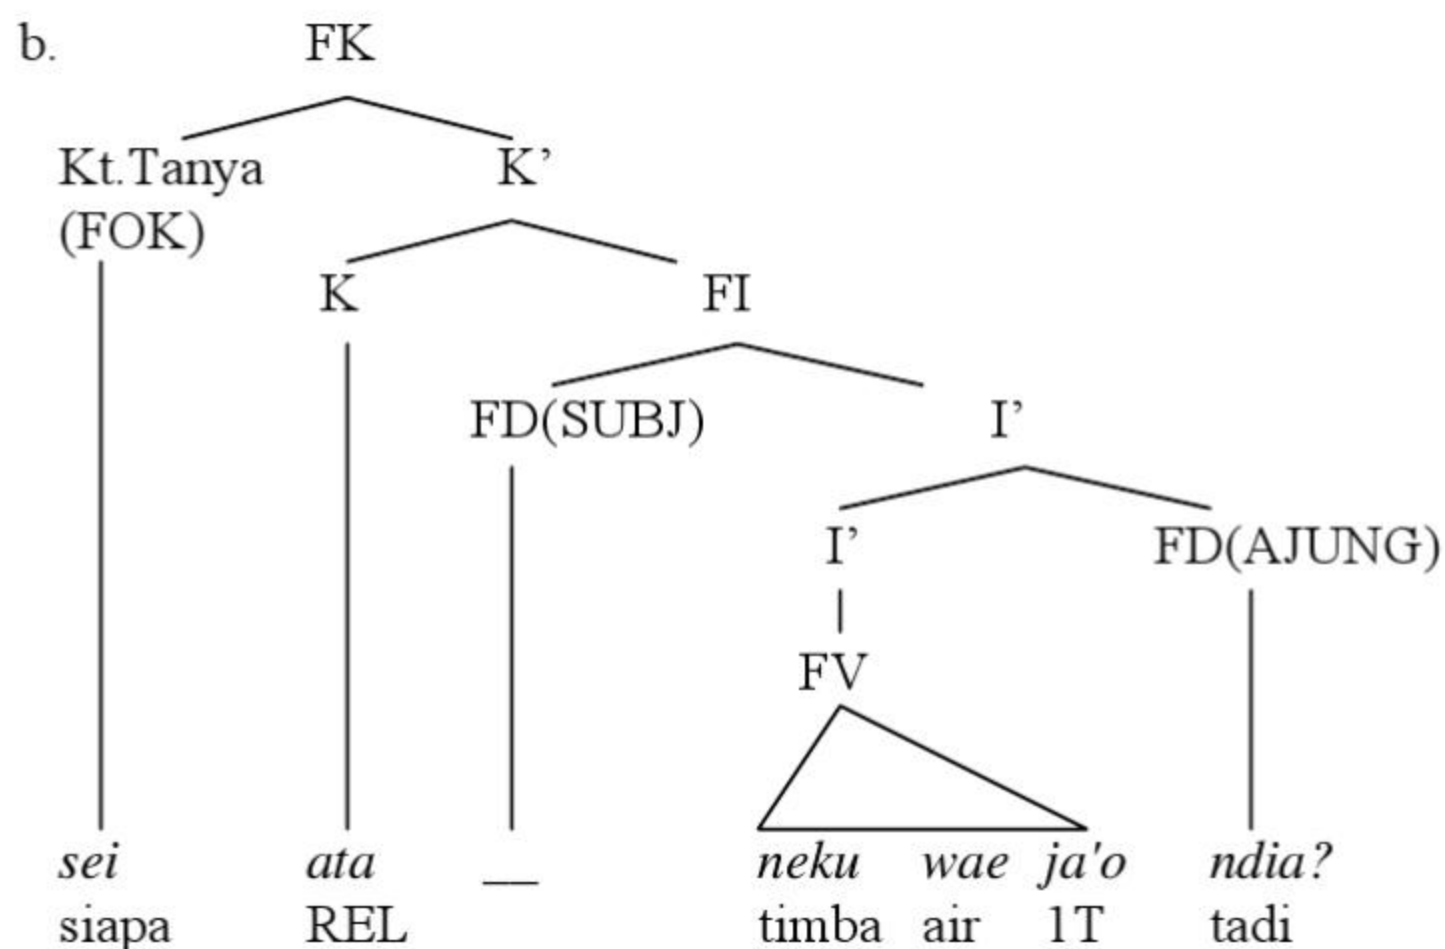 b. FK
Kt.Tanya K’
(FOK)
K FI
FD(SUBJ) I’
I’ FD(AJUNG)
FV
sei ata __ neku wae ja'o ndia?
siapa REL timba air 1T tadi